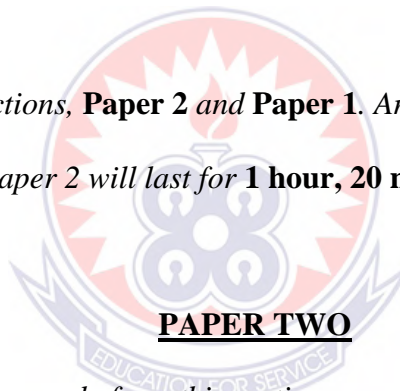 ctions, Paper 2 and Paper 1. An
aper 2 will last for 1 hour, 20 m
PAPER TWO
EDUCATION FOR SERVICE